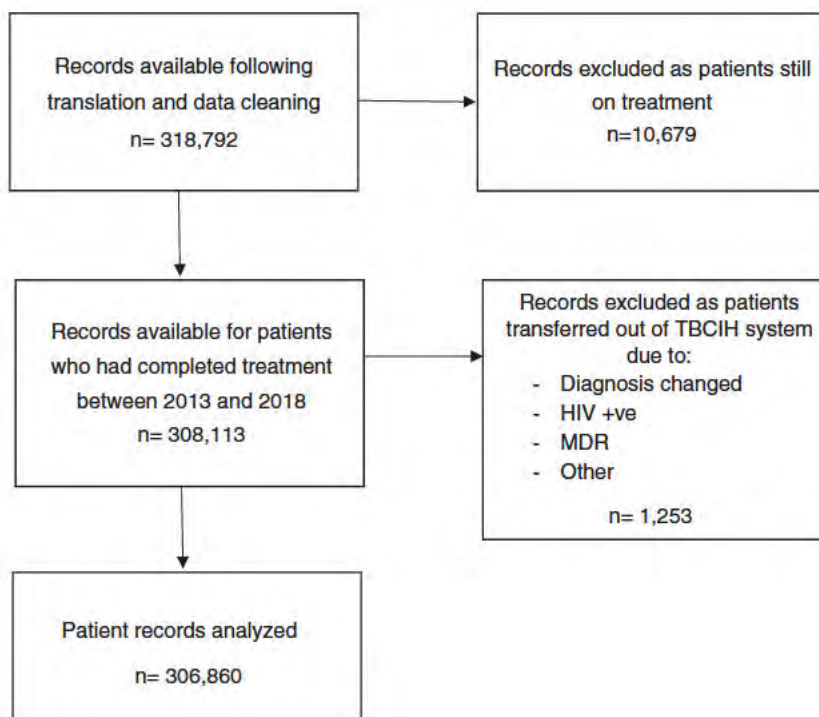 Records available following
translation and data cleaning
n= 318,792
Records excluded as patients still
on treatment
n=10,679
Records available for patients
who had completed treatment
between 2013 and 2018
n= 308,113
Records excluded as patients
transferred out of TBCIH system
due to:
- Diagnosis changed
- HIV +ve
- MDR
- Other
n= 1,253
Patient records analyzed
n= 306,860